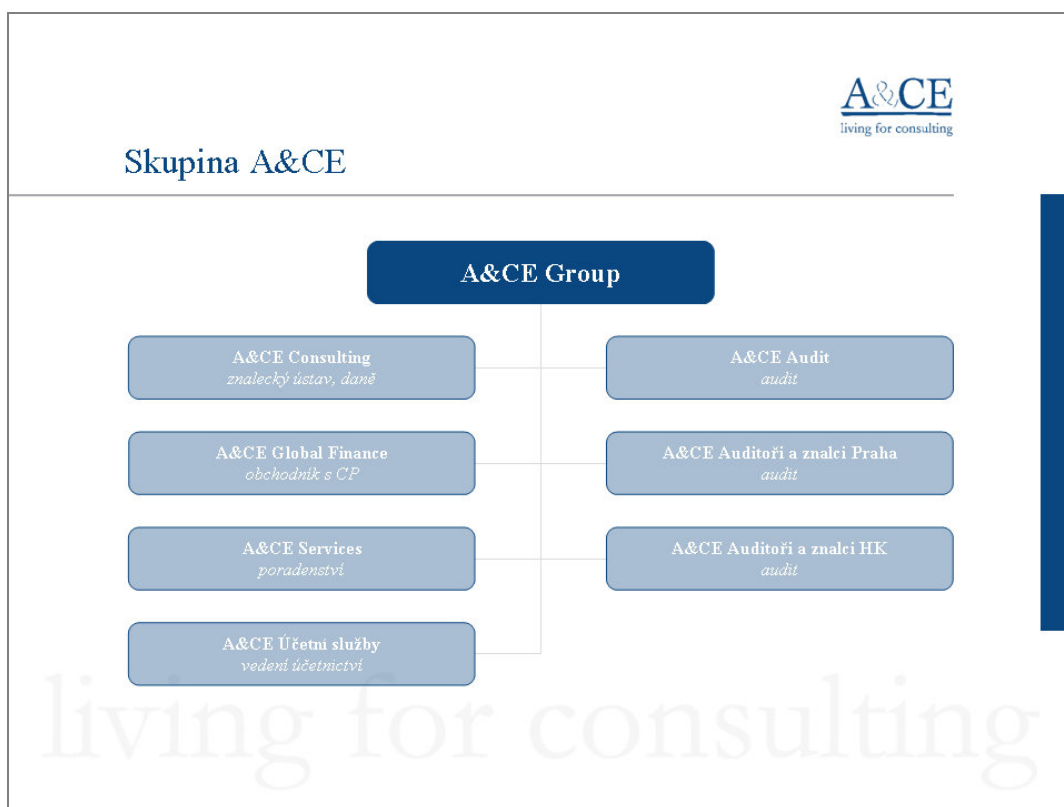 A&CE
living for consulting
Skupina A&CE
A&CE Group
A&CE Consulting
znalecký ústav, daně
A&CE Audit
audit
A&CE Global Finance
obchodník s CP
A&CE Auditoři a znalci Praha
audit
A&CE Services
poradenství
A&CE Auditoři a znalci HK
audit
A&CE Účetní služby
vedení účetnictví
living for consulting